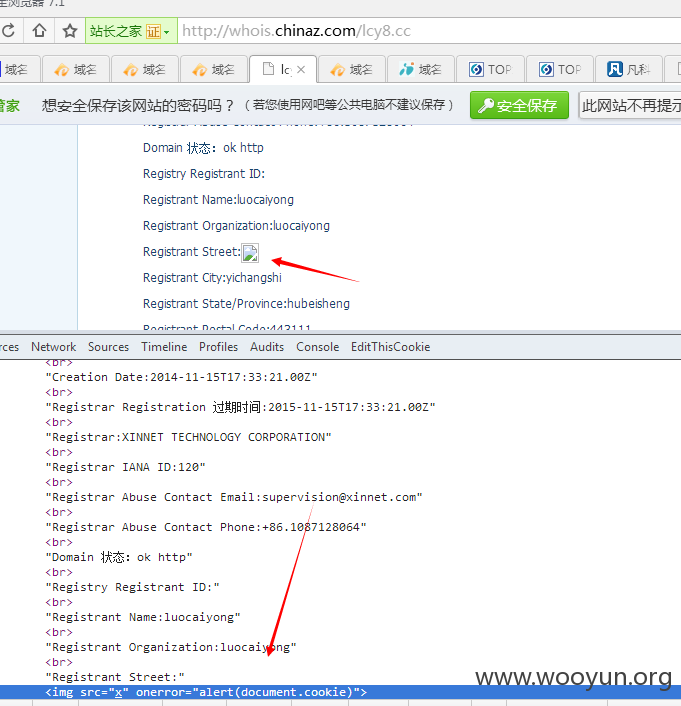 全浏览器 7.1
站长之家 证 http://whois.chinaz.com/lcy8.cc
域名 域名 域名 域名 lc 域名 域名 TOP TOP 凡科
管家 想安全保存该网站的密码吗？（若您使用网吧等公共电脑不建议保存） 安全保存 此网站不再提示
Domain 状态：ok http
Registry Registrant ID:
Registrant Name:luocaiyong
Registrant Organization:luocaiyong
Registrant Street:
Registrant City:yichangshi
Registrant State/Province:hubeisheng
Registrant Postal Code:443111
rces Network Sources Timeline Profiles Audits Console EditThisCookie
<br>
"Creation Date:2014-11-15T17:33:21.00Z"
<br>
"Registrar Registration 过期时间:2015-11-15T17:33:21.00Z"
<br>
"Registrar:XINNET TECHNOLOGY CORPORATION"
<br>
"Registrar IANA ID:120"
<br>
"Registrar Abuse Contact Email:supervision@xinnet.com"
<br>
"Registrar Abuse Contact Phone:+86.1087128064"
<br>
"Domain 状态：ok http"
<br>
"Registry Registrant ID:"
<br>
"Registrant Name:luocaiyong"
<br>
"Registrant Organization:luocaiyong"
<br>
"Registrant Street:"
<img src="x" onerror="alert(document.cookie)">
www.wooyun.org